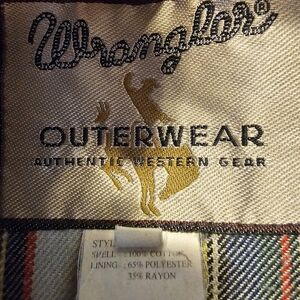 Wrangler®
OUTERWEAR
AUTHENTIC WESTERN GEAR
STYL
SHELL : 100% COTTON
LINING : 65% POLYESTER
35% RAYON